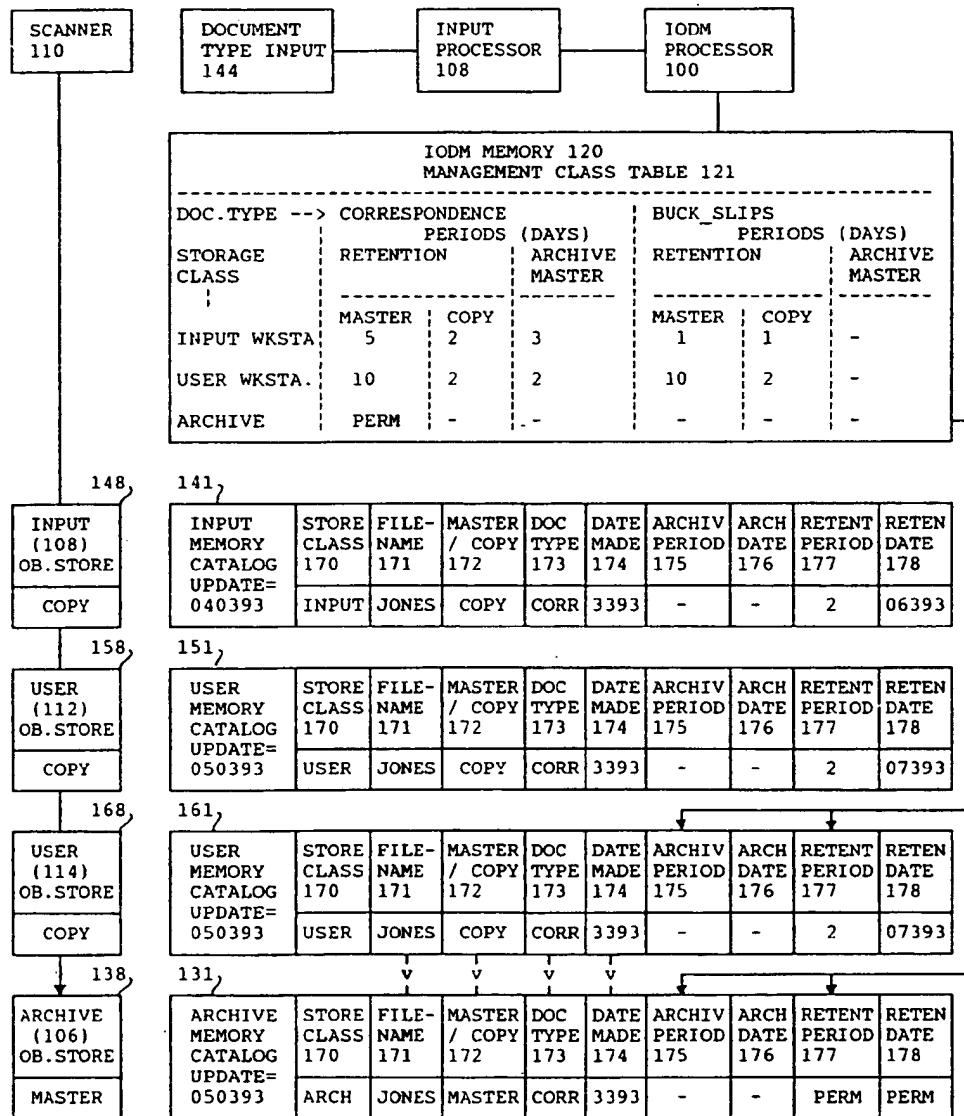 SCANNER
110
DOCUMENT
TYPE INPUT
144
INPUT
PROCESSOR
108
IODM
PROCESSOR
100
IODM MEMORY 120
MANAGEMENT CLASS TABLE 121
DOC.TYPE --> CORRESPONDENCE BUCK_SLIPS
PERIODS (DAYS) PERIODS (DAYS)
STORAGE RETENTION ARCHIVE RETENTION ARCHIVE
CLASS MASTER MASTER
MASTER COPY MASTER COPY
INPUT WKSTA 5 2 3 1 1 -
USER WKSTA. 10 2 2 10 2 -
ARCHIVE PERM - - - - -
148 141
INPUT
(108)
OB.STORE
COPY
INPUT STORE FILE- MASTER DOC DATE ARCHIV ARCH RETENT RETEN
MEMORY CLASS NAME / COPY TYPE MADE PERIOD DATE PERIOD DATE
CATALOG 170 171 172 173 174 175 176 177 178
UPDATE=
040393 INPUT JONES COPY CORR 3393 - - 2 06393
158 151
USER
(112)
OB.STORE
COPY
USER STORE FILE- MASTER DOC DATE ARCHIV ARCH RETENT RETEN
MEMORY CLASS NAME / COPY TYPE MADE PERIOD DATE PERIOD DATE
CATALOG 170 171 172 173 174 175 176 177 178
UPDATE=
050393 USER JONES COPY CORR 3393 - - 2 07393
168 161
USER
(114)
OB.STORE
COPY
USER STORE FILE- MASTER DOC DATE ARCHIV ARCH RETENT RETEN
MEMORY CLASS NAME / COPY TYPE MADE PERIOD DATE PERIOD DATE
CATALOG 170 171 172 173 174 175 176 177 178
UPDATE=
050393 USER JONES COPY CORR 3393 - - 2 07393
138 131
ARCHIVE
(106)
OB.STORE
MASTER
ARCHIVE STORE FILE- MASTER DOC DATE ARCHIV ARCH RETENT RETEN
MEMORY CLASS NAME / COPY TYPE MADE PERIOD DATE PERIOD DATE
CATALOG 170 171 172 173 174 175 176 177 178
UPDATE=
050393 ARCH JONES MASTER CORR 3393 - - PERM PERM